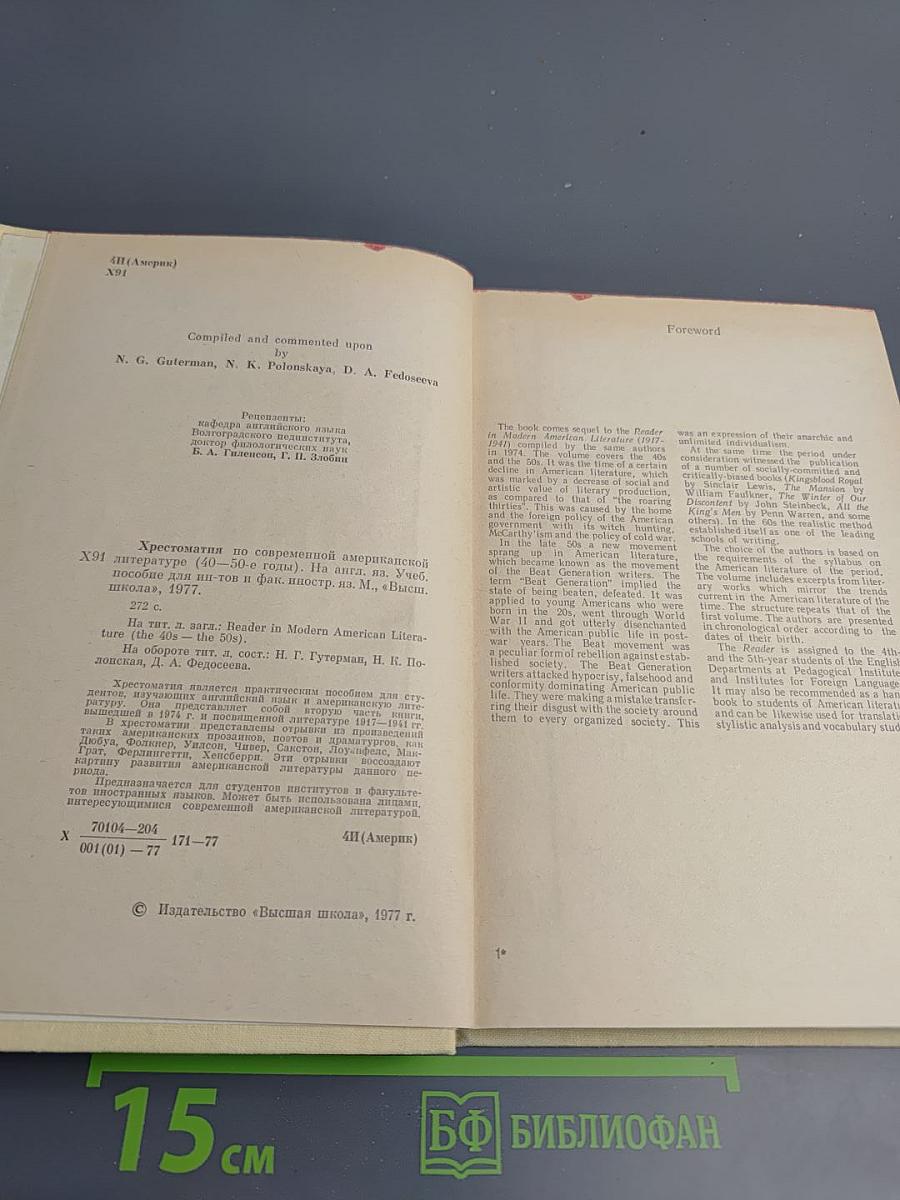 4И(Америк)
Х91
Compiled and commented upon
by
N. G. Guterman, N. K. Polonskaya, D. A. Fedoseeva
Рецензенты:
кафедра английского языка
Волгоградского пединститута,
доктор филологических наук
Б. А. Гиленсон, Г. П. Злобин
Хрестоматия по современной американской
Х91 литературе (40—50-е годы). На англ. яз. Учеб.
пособие для ин-тов и фак. иностр. яз. М., «Высш.
школа», 1977.
272 с.
На тит. л. загл.: Reader in Modern American Litera-
ture (the 40s — the 50s).
На обороте тит. л. сост.: Н. Г. Гутерман, Н. К. По-
лонская, Д. А. Федосеева.
Хрестоматия является практическим пособием для сту-
дентов, изучающих английский язык и американскую лите-
ратуру. Она представляет собой вторую часть книги,
вышедшей в 1974 г. и посвященной литературе 1917—1941 гг.
В хрестоматии представлены отрывки из произведений
таких американских прозаиков, поэтов и драматургов, как
Дюбуа, Фолкнер, Уилсон, Чивер, Сакстон, Лоуэнфелс, Мак-
Грат, Ферлингетти, Хенсберри. Эти отрывки воссоздают
картину развития американской литературы данного пе-
риода.
Предназначается для студентов институтов и факульте-
тов иностранных языков. Может быть использована лицами,
интересующимися современной американской литературой.
Х 70104—204
001(01) — 77 171—77 4И(Америк)
© Издательство «Высшая школа», 1977 г.
Foreword
The book comes sequel to the Reader
in Modern American Literature (1917-
1941) compiled by the same authors
in 1974. The volume covers the 40s
and the 50s. It was the time of a certain
decline in American literature, which
was marked by a decrease of social and
artistic value of literary production,
as compared to that of "the roaring
thirties". This was caused by the home
and the foreign policy of the American
government with its witch hunting,
McCarthy'ism and the policy of cold war.
In the late 50s a new movement
sprang up in American literature,
which became known as the movement
of the Beat Generation writers. The
term "Beat Generation" implied the
state of being beaten, defeated. It was
applied to young Americans who were
born in the 20s, went through World
War II and got utterly disenchanted
with the American public life in post-
war years. The Beat movement was
a peculiar form of rebellion against estab-
lished society. The Beat Generation
writers attacked hypocrisy, falsehood and
conformity dominating American public
life. They were making a mistake transfer-
ring their disgust with the society around
them to every organized society. This
was an expression of their anarchic and
unlimited individualism.
At the same time the period under
consideration witnessed the publication
of a number of socially-committed and
critically-biased books (Kingsblood Royal
by Sinclair Lewis, The Mansion by
William Faulkner, The Winter of Our
Discontent by John Steinbeck, All the
King's Men by Penn Warren, and some
others). In the 60s the realistic method
established itself as one of the leading
schools of writing.
The choice of the authors is based on
the requirements of the syllabus on
the American literature of the period.
The volume includes excerpts from liter-
ary works which mirror the trends
current in the American literature of the
time. The structure repeats that of the
first volume. The authors are presented
in chronological order according to the
dates of their birth.
The Reader is assigned to the 4th-
and the 5th-year students of the English
Departments at Pedagogical Institute
and Institutes for Foreign Language
It may also be recommended as a han
book to students of American literatu
and can be likewise used for translati
stylistic analysis and vocabulary stud
1*
15 см
БФ БИБЛИОФАН